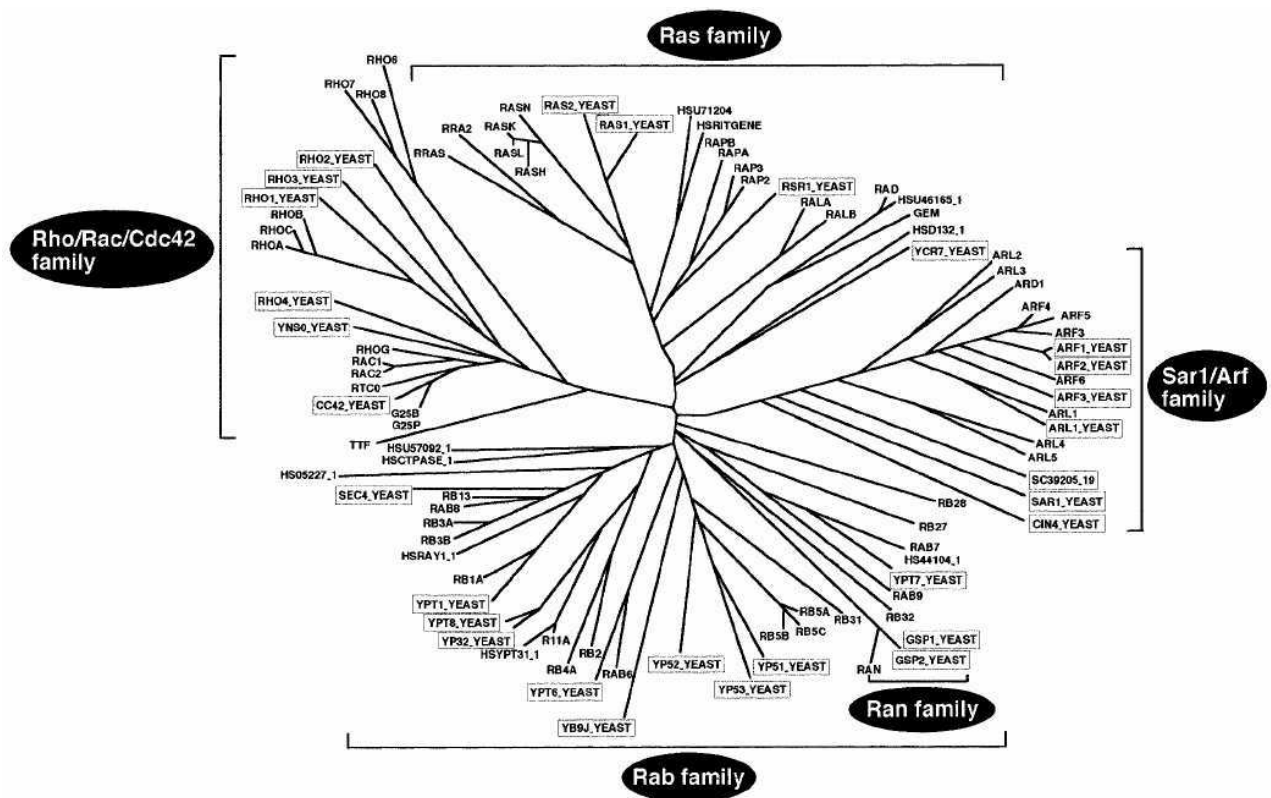 Ras family
RHO6
RHO7
RHO8
RASN
RAS2_YEAST
RAS1_YEAST
HSU71204
HSRITGENE
RRA2
RASK
RASL
RASH
RRAS
RAPB
RAPA
RAP3
RAP2
RSR1_YEAST
RALA
RALB
RAD
HSU46165_1
GEM
HSD132_1
YCR7_YEAST
RHO2_YEAST
RHO3_YEAST
RHO1_YEAST
RHOB
RHOC
RHOA
Rho/Rac/Cdc42
family
RHO4_YEAST
YNS0_YEAST
RHOG
RAC1
RAC2
RTC0
CC42_YEAST
G25B
G25P
TTF
ARL2
ARL3
ARD1
ARF4
ARF5
ARF3
ARF1_YEAST
ARF2_YEAST
ARF6
ARF3_YEAST
ARL1
ARL1_YEAST
ARL4
ARL5
SC39205_19
SAR1_YEAST
CIN4_YEAST
Sar1/Arf
family
HSU57092_1
HSCTPASE_1
HS05227_1
SEC4_YEAST
RB13
RAB8
RB3A
RB3B
HSRAY1_1
RB1A
YPT1_YEAST
YPT8_YEAST
YP32_YEAST
HSYPT31_1
R11A
RB4A
RB2
RAB6
YPT6_YEAST
YB9J_YEAST
YP52_YEAST
YP53_YEAST
YP51_YEAST
RB5B
RB5C
RB5A
RB31
RB28
RB27
RAB7
HS44104_1
YPT7_YEAST
RAB9
RB32
GSP1_YEAST
GSP2_YEAST
RAN
Ran family
Rab family